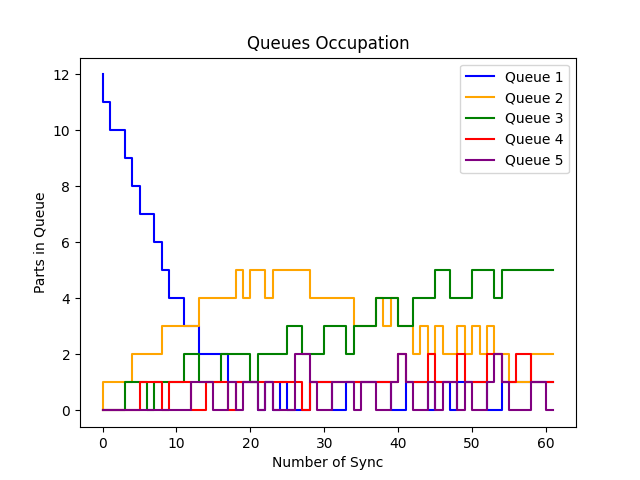 Queues Occupation
Queue 1
Queue 2
Queue 3
Queue 4
Queue 5
12
10
8
6
4
2
0
Parts in Queue
0 10 20 30 40 50 60
Number of Sync